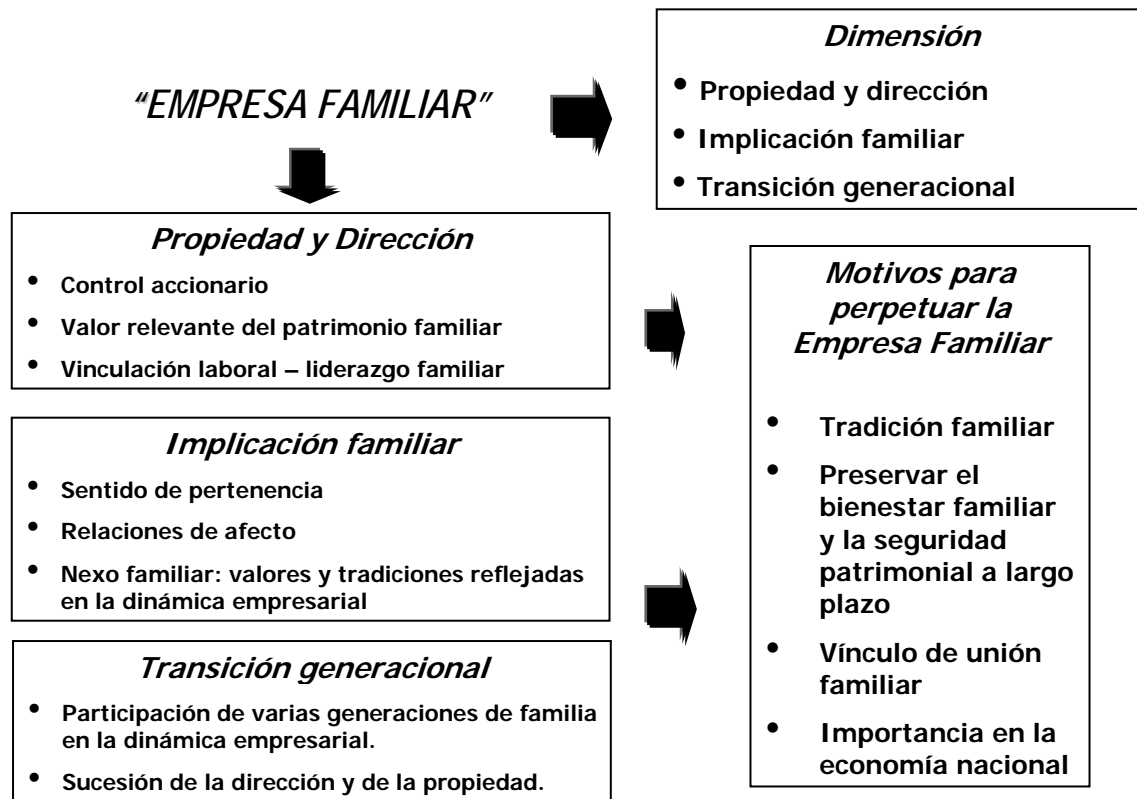 "EMPRESA FAMILIAR"
Dimensión
• Propiedad y dirección
• Implicación familiar
• Transición generacional
Propiedad y Dirección
• Control accionario
• Valor relevante del patrimonio familiar
• Vinculación laboral – liderazgo familiar
Implicación familiar
• Sentido de pertenencia
• Relaciones de afecto
• Nexo familiar: valores y tradiciones reflejadas
en la dinámica empresarial
Transición generacional
• Participación de varias generaciones de familia
en la dinámica empresarial.
• Sucesión de la dirección y de la propiedad.
Motivos para
perpetuar la
Empresa Familiar
• Tradición familiar
• Preservar el
bienestar familiar
y la seguridad
patrimonial a largo
plazo
• Vínculo de unión
familiar
• Importancia en la
economía nacional